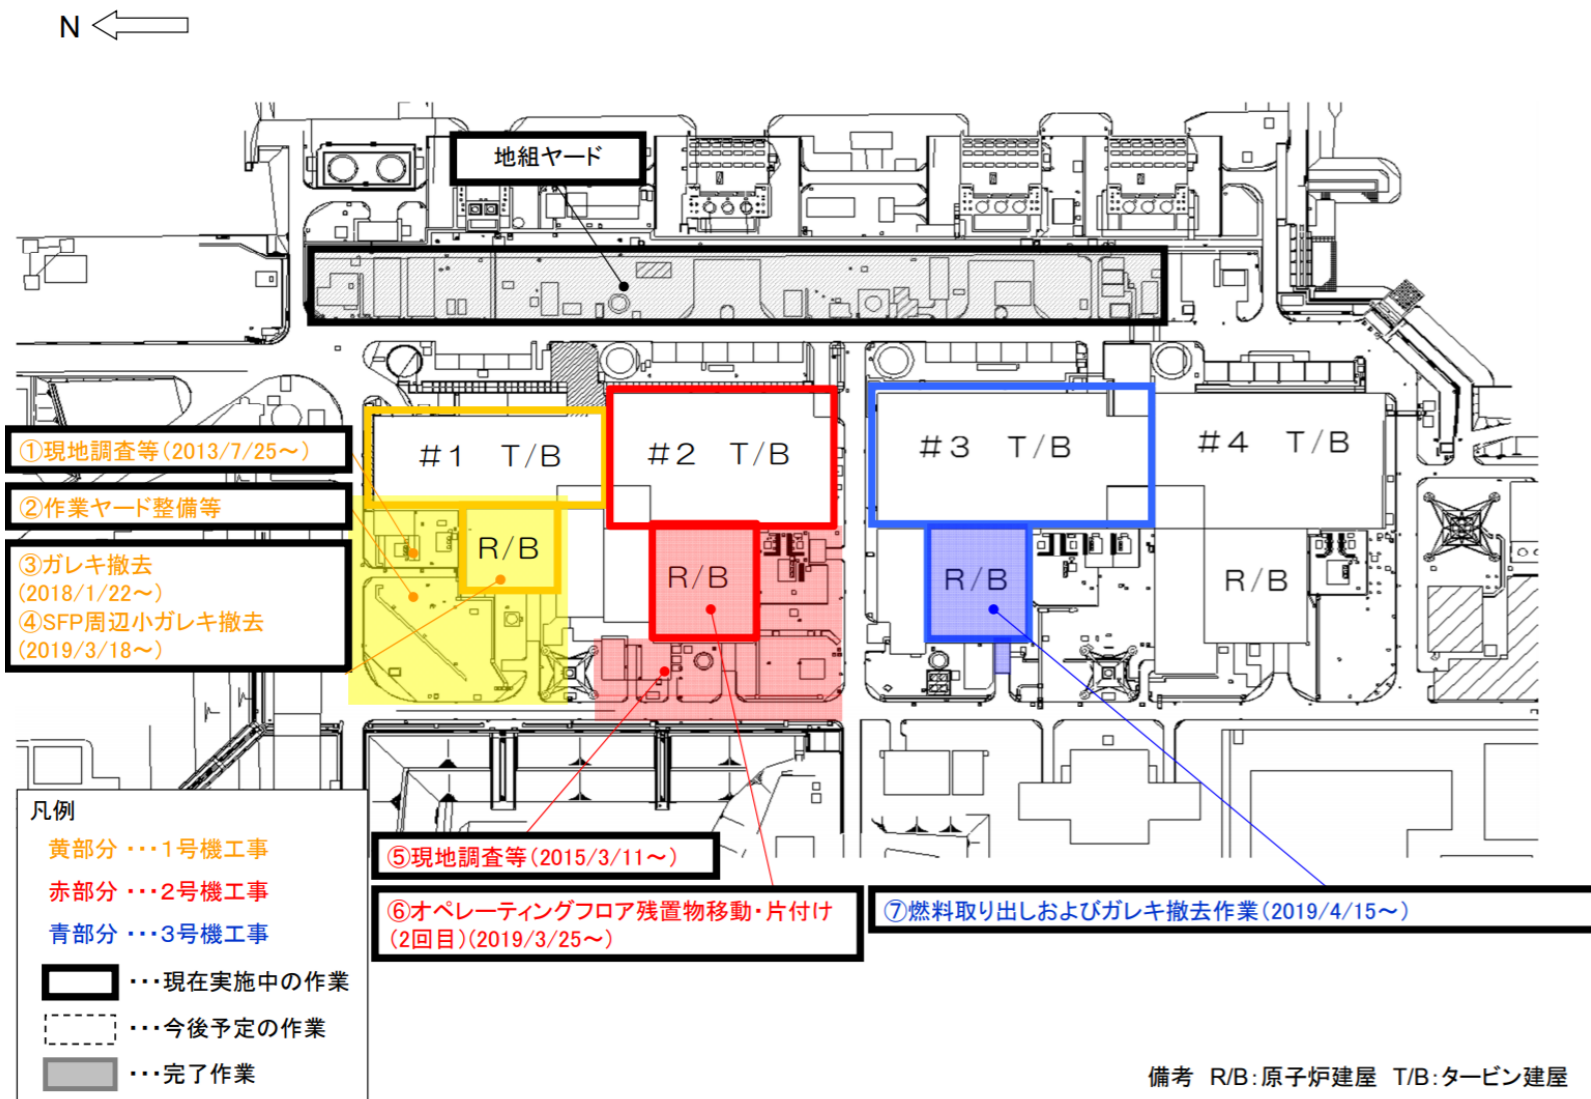 N
地組ヤード
#1 T/B
#2 T/B
#3 T/B
#4 T/B
①現地調査等(2013/7/25～)
②作業ヤード整備等
③ガレキ撤去
(2018/1/22～)
④SFP周辺小ガレキ撤去
(2019/3/18～)
R/B
R/B
R/B
R/B
⑤現地調査等(2015/3/11～)
⑥オペレーティングフロア残置物移動・片付け
(2回目)(2019/3/25～)
⑦燃料取り出しおよびガレキ撤去作業(2019/4/15～)
凡例
黄部分 ・・・1号機工事
赤部分 ・・・2号機工事
青部分 ・・・3号機工事
・・・現在実施中の作業
・・・今後予定の作業
・・・完了作業
備考 R/B:原子炉建屋 T/B:タービン建屋